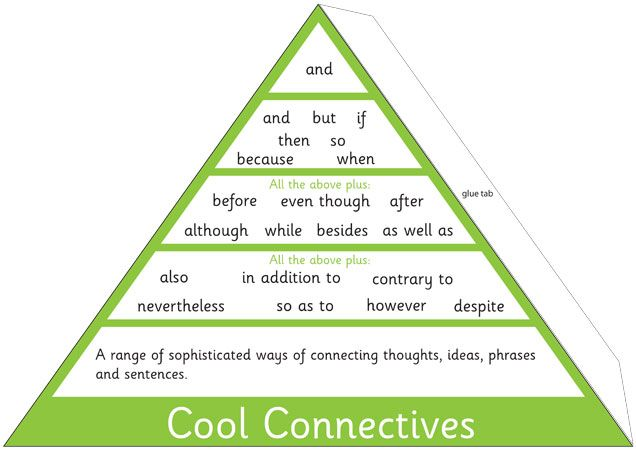 and
and but if
then so
because when
All the above plus:
before even though after
although while besides as well as
glue tab
All the above plus:
also in addition to contrary to
nevertheless so as to however despite
A range of sophisticated ways of connecting thoughts, ideas, phrases
and sentences.
Cool Connectives